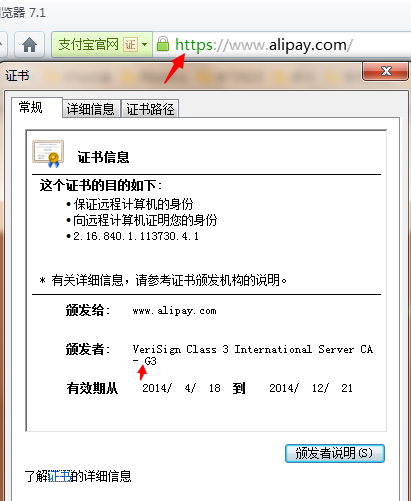 览器 7.1
支付宝官网 证 https://www.alipay.com/
证书
常规 详细信息 证书路径
证书信息
这个证书的目的如下:
• 保证远程计算机的身份
• 向远程计算机证明您的身份
• 2.16.840.1.113730.4.1
* 有关详细信息，请参考证书颁发机构的说明。
颁发给: www.alipay.com
颁发者: VeriSign Class 3 International Server CA
- G3
有效期从 2014/ 4/ 18 到 2014/ 12/ 21
颁发者说明(S)
了解证书的详细信息